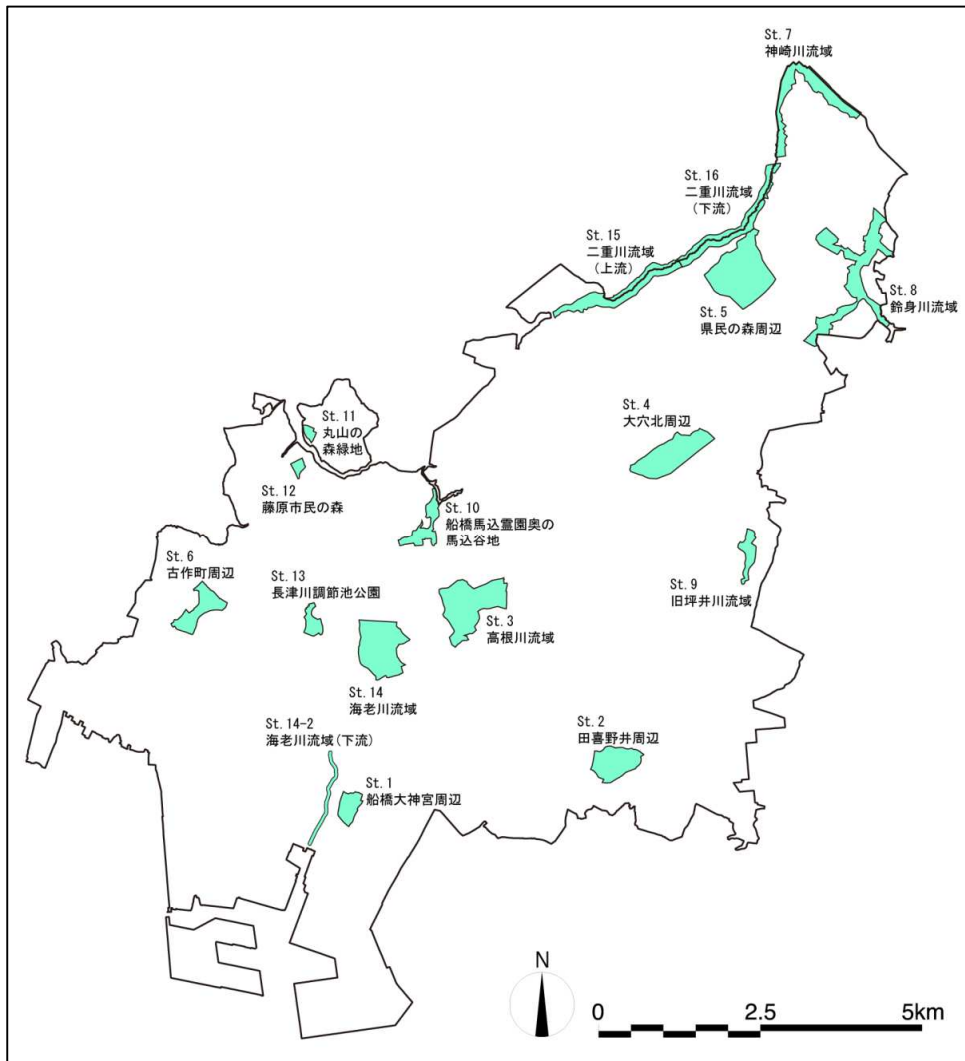 St. 7
神崎川流域
St. 16
二重川流域
(下流)
St. 15
二重川流域
(上流)
St. 5
県民の森周辺
St. 8
鈴身川流域
St. 4
大穴北周辺
St. 11
丸山の
森緑地
St. 12
藤原市民の森
St. 10
船橋馬込霊園奥の
馬込谷地
St. 6
古作町周辺
St. 13
長津川調節池公園
St. 3
高根川流域
St. 9
旧坪井川流域
St. 14
海老川流域
St. 14-2
海老川流域(下流)
St. 1
船橋大神宮周辺
St. 2
田喜野井周辺
N
0 2.5 5km